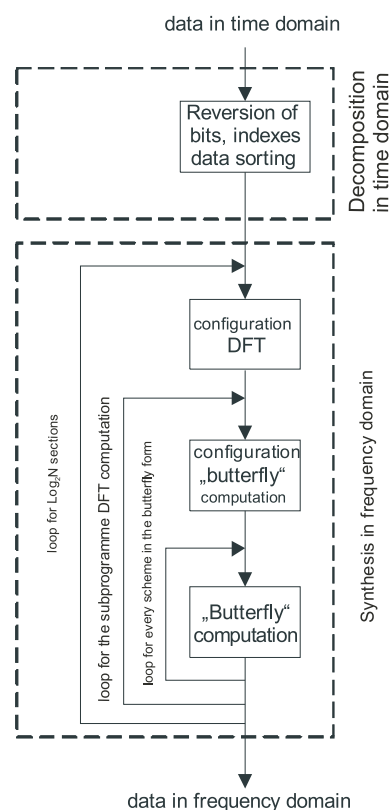 data in time domain
Reversion of
bits, indexes
data sorting
Decomposition
in time domain
configuration
DFT
configuration
„butterfly“
computation
„Butterfly“
computation
loop for Log₂N sections
loop for the subprogramme DFT computation
loop for every scheme in the butterfly form
Synthesis in frequency domain
data in frequency domain